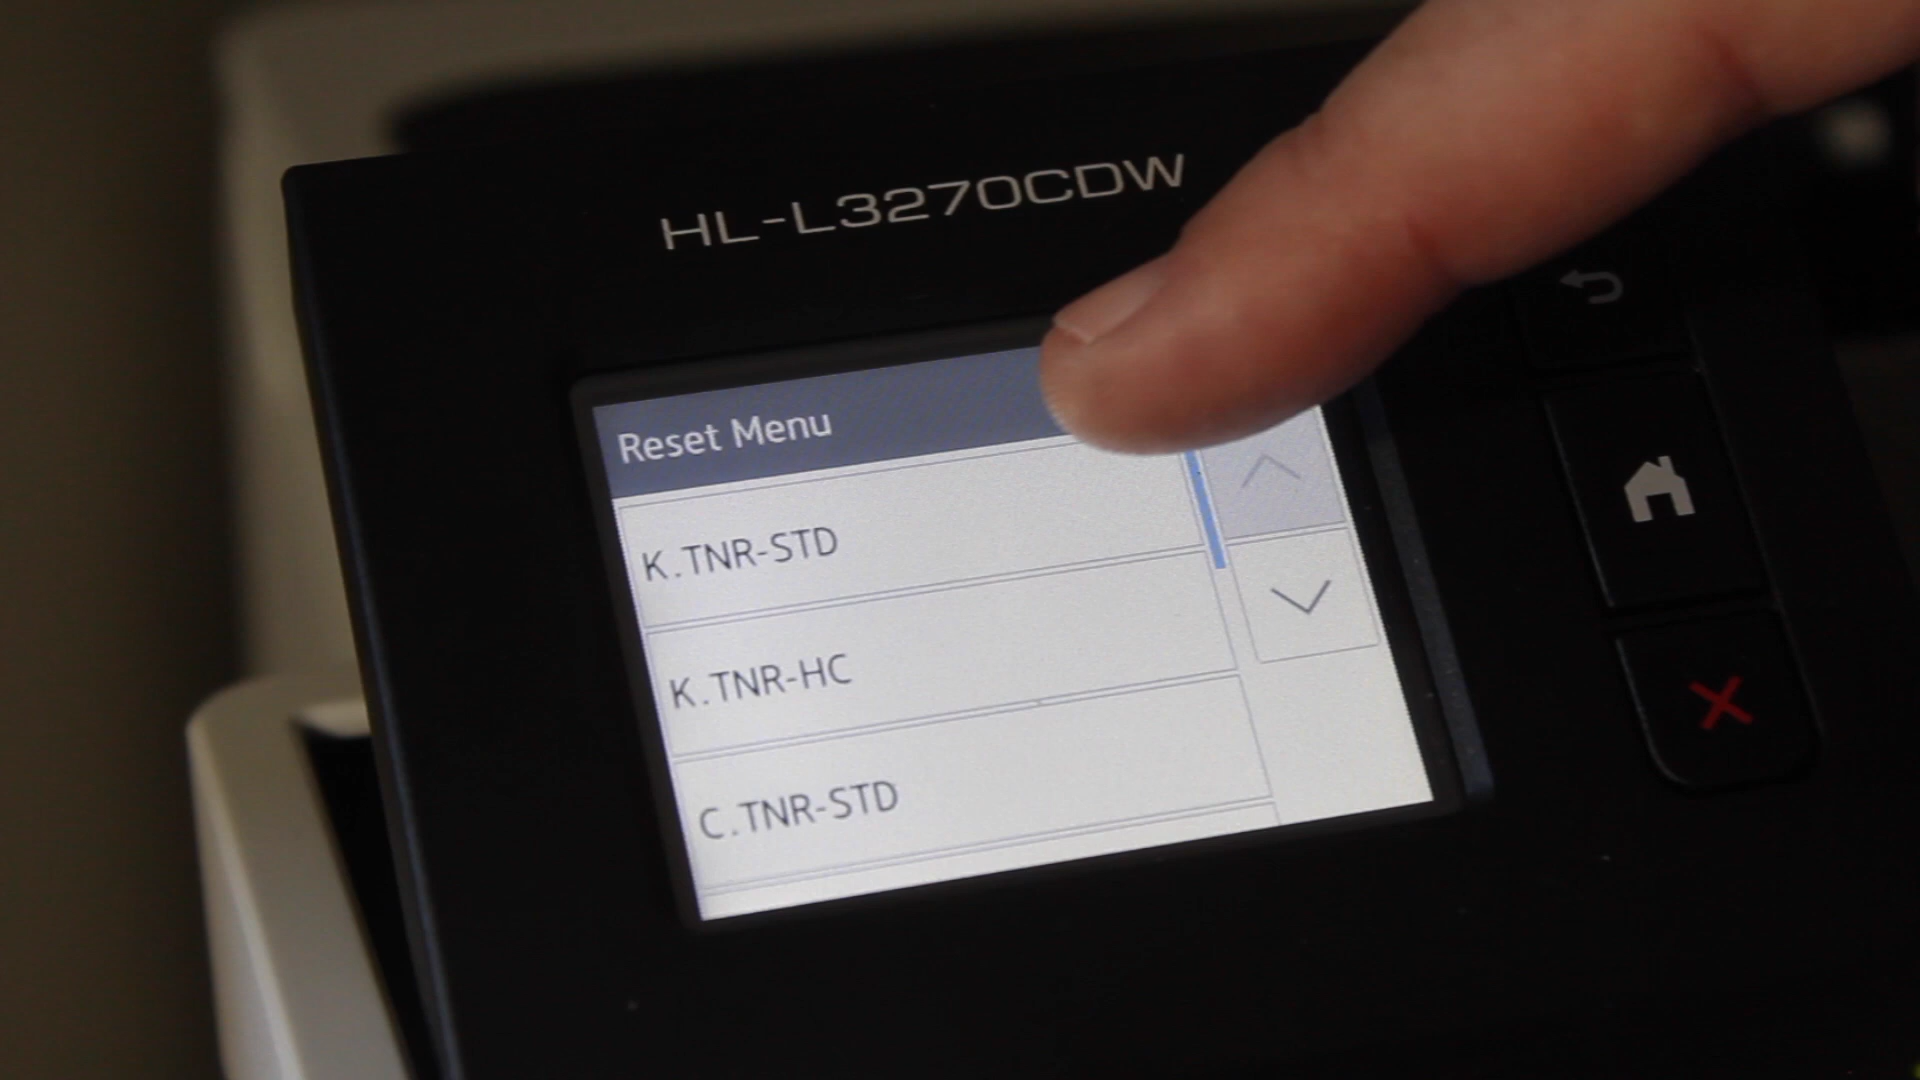 HL-L3270CDW
Reset Menu
K.TNR-STD
K.TNR-HC
C.TNR-STD